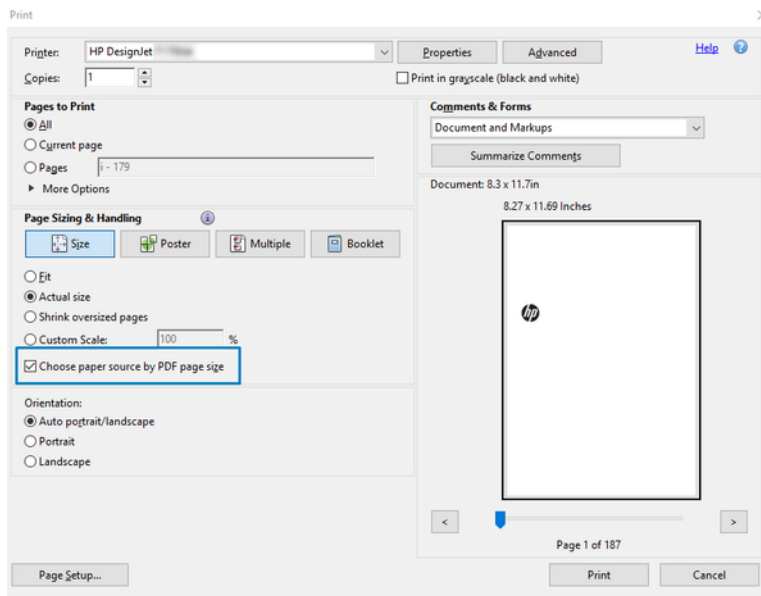 Print
Printer: HP DesignJet
Properties
Advanced
Help
Copies: 1
Print in grayscale (black and white)
Pages to Print
All
Current page
Pages i - 179
More Options
Comments & Forms
Document and Markups
Summarize Comments
Page Sizing & Handling
Size
Poster
Multiple
Booklet
Fit
Actual size
Shrink oversized pages
Custom Scale: 100 %
Choose paper source by PDF page size
Orientation:
Auto portrait/landscape
Portrait
Landscape
Document: 8.3 x 11.7in
8.27 x 11.69 Inches
hp
<
>
Page 1 of 187
Page Setup...
Print
Cancel